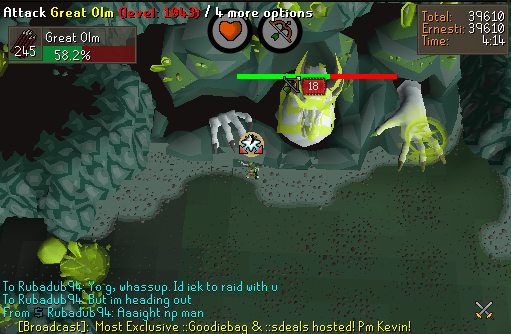 Attack Great Olm (level: 1043) / 4 more options
Great Olm
245
58.2%
Total: 39610
Ernesti: 39610
Time: 4:14
18
To Rubadub94: Yo g, whassup. Id iek to raid with u
To Rubadub94: But im heading out
From S Rubadub94: Aaaight np man
[Broadcast]: Most Exclusive ::Goodiebag & ::sdeals hosted! Pm Kevin!